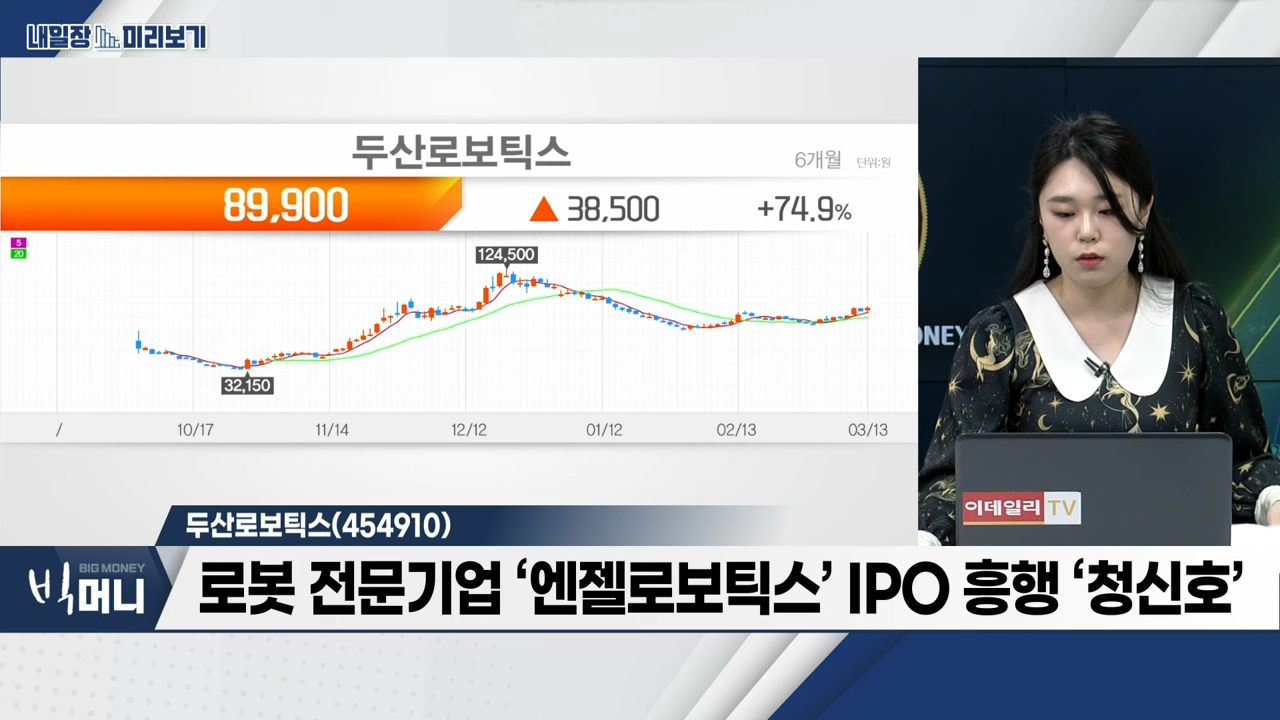 내일장 미리보기
두산로보틱스
6개월 단위:원
89,900 ▲ 38,500 +74.9%
5
20
124,500
32,150
/ 10/17 11/14 12/12 01/12 02/13 03/13
ONEY
이데일리 TV
두산로보틱스(454910)
BIG MONEY
빅머니
로봇 전문기업 ‘엔젤로보틱스’ IPO 흥행 ‘청신호’